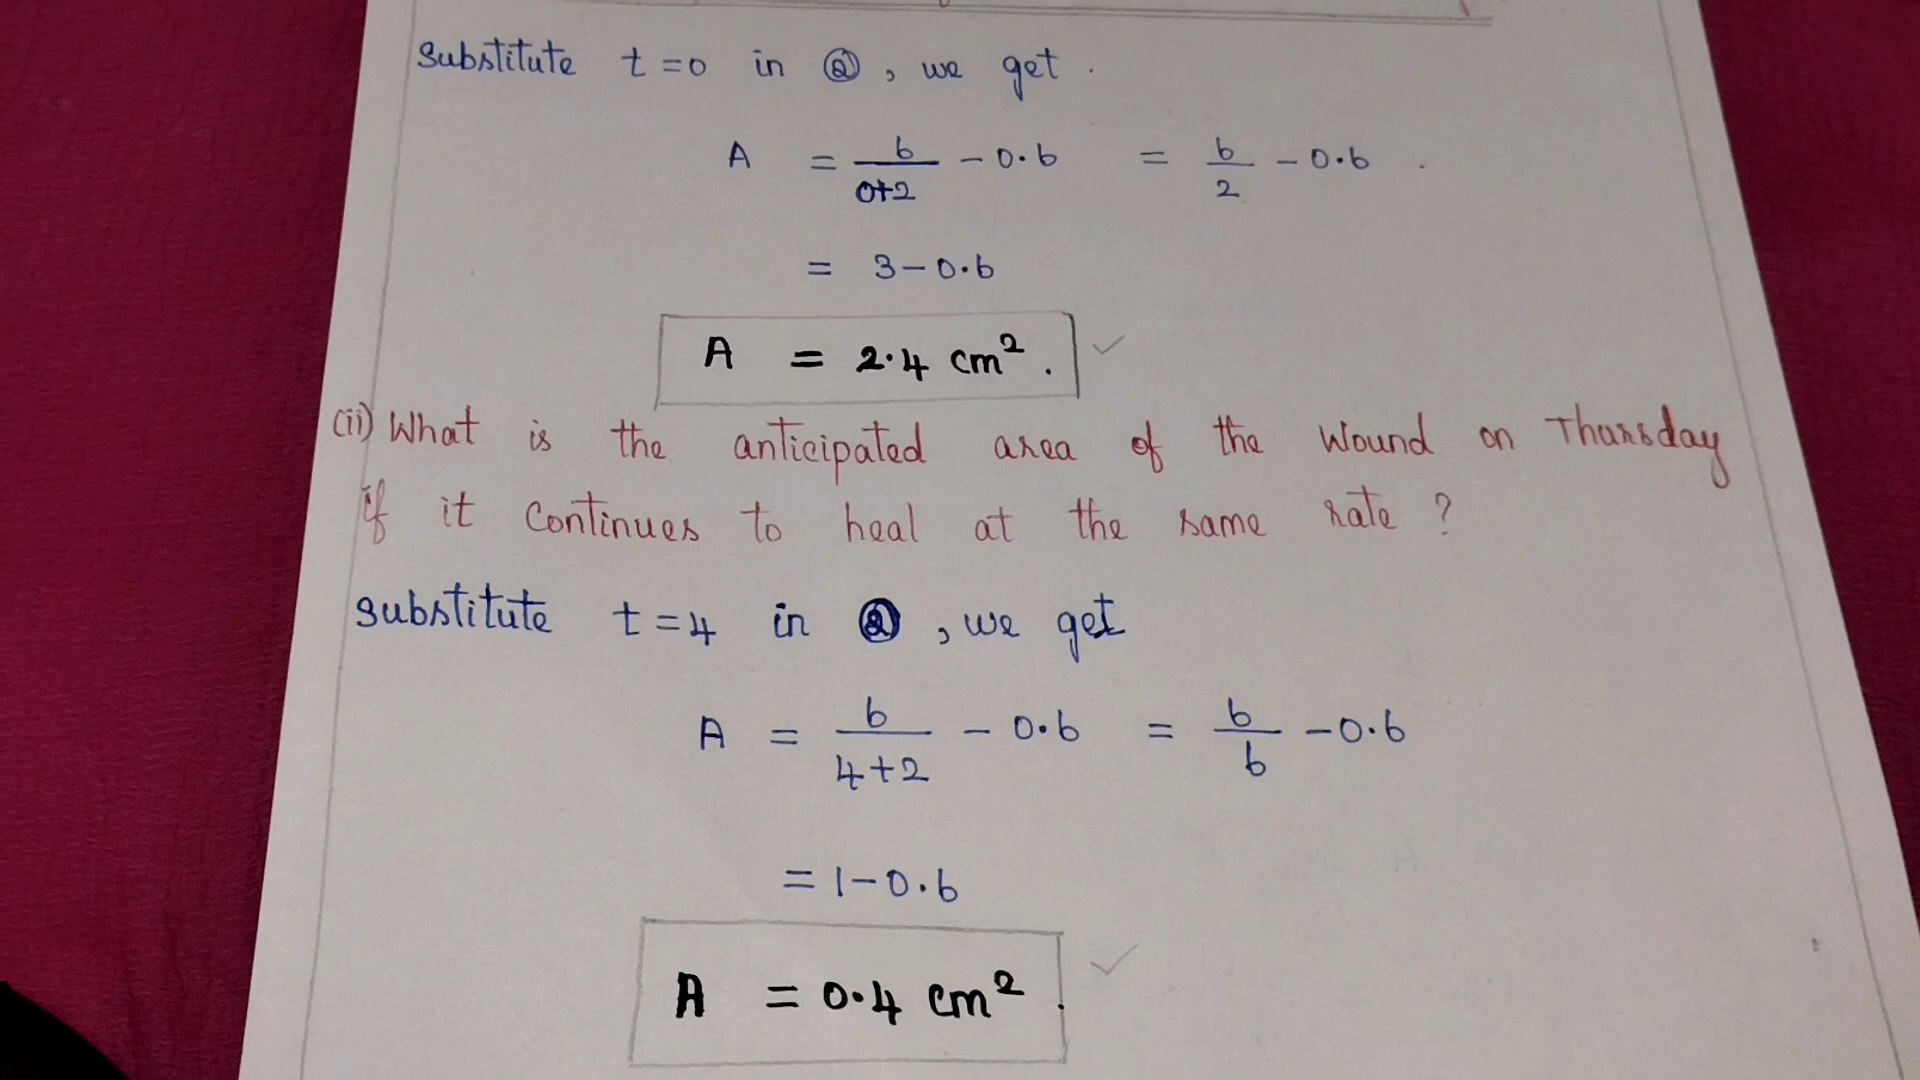 Substitute t = 0 in ②, we get.
A = 6/0+2 - 0.6 = 6/2 - 0.6.
= 3 - 0.6
A = 2.4 cm². ✓
(ii) What is the anticipated area of the wound on Thursday
if it continues to heal at the same rate?
Substitute t = 4 in ②, we get
A = 6/4+2 - 0.6 = 6/6 - 0.6
= 1 - 0.6
A = 0.4 cm². ✓